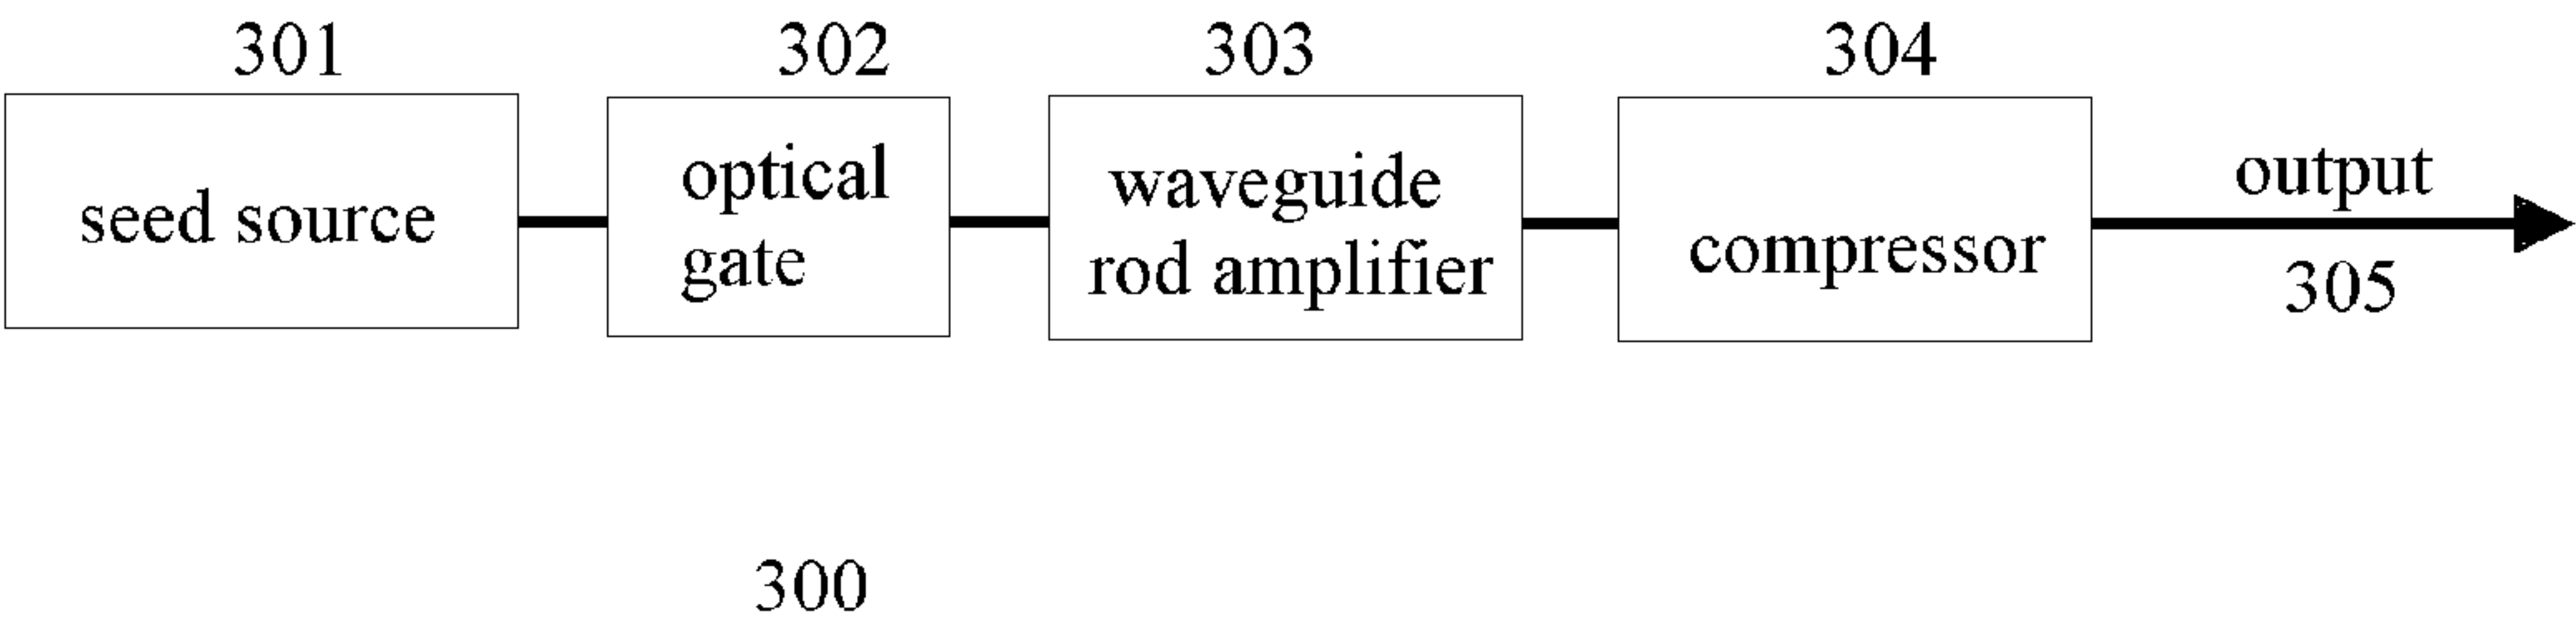 301
302
303
304
seed source
optical
gate
waveguide
rod amplifier
compressor
output
305
300